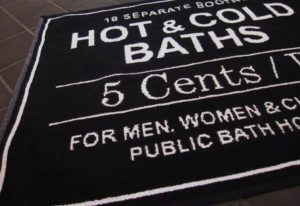 18 SEPARATE BOOTH
HOT & COLD
BATHS
5 Cents /
FOR MEN. WOMEN & C
PUBLIC BATH HO